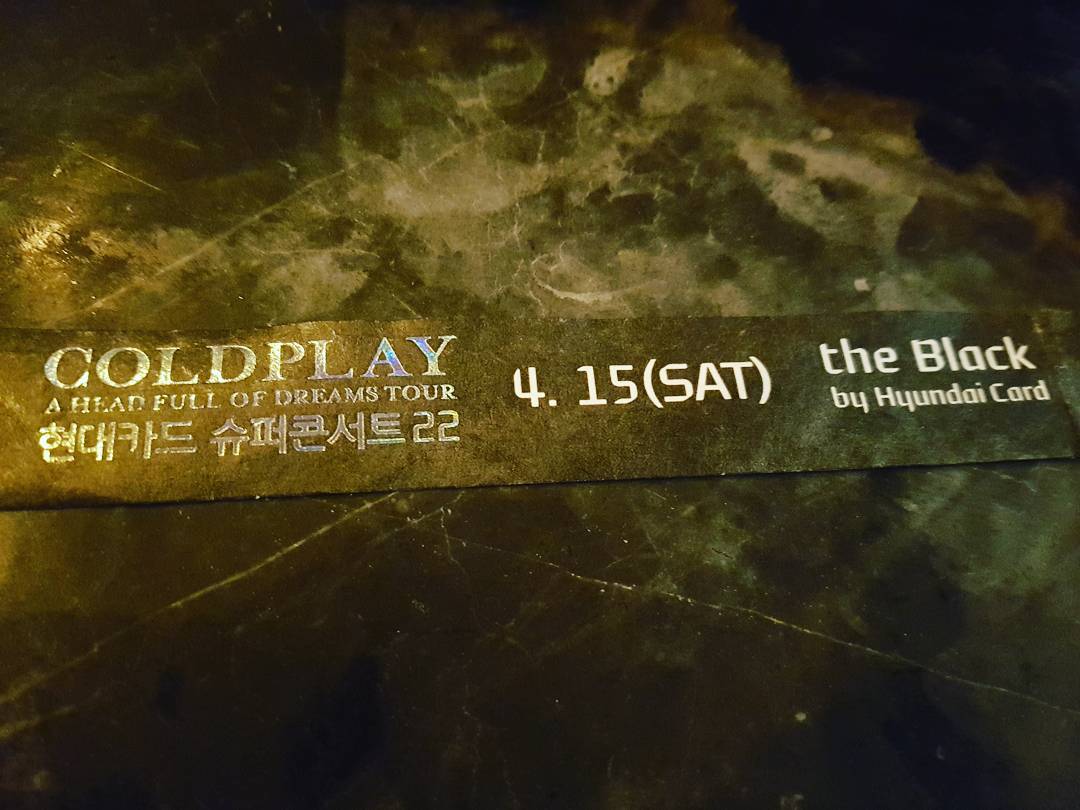 COLDPLAY
A HEAD FULL OF DREAMS TOUR
현대카드 슈퍼콘서트 22
4. 15(SAT)
the Black
by Hyundai Card